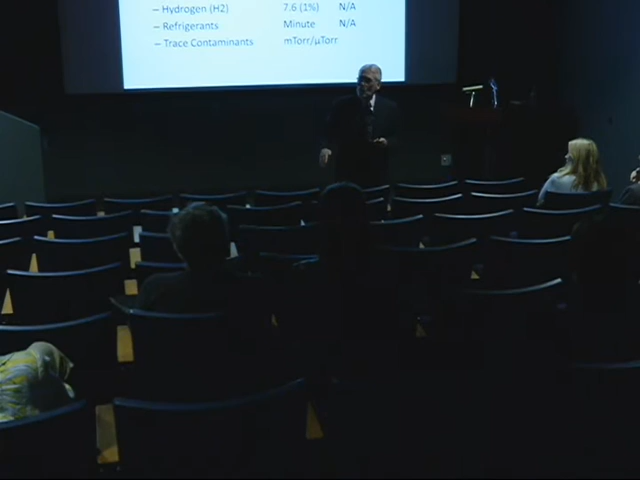 – Hydrogen (H2) 7.6 (1%) N/A
– Refrigerants Minute N/A
– Trace Contaminants mTorr/µTorr